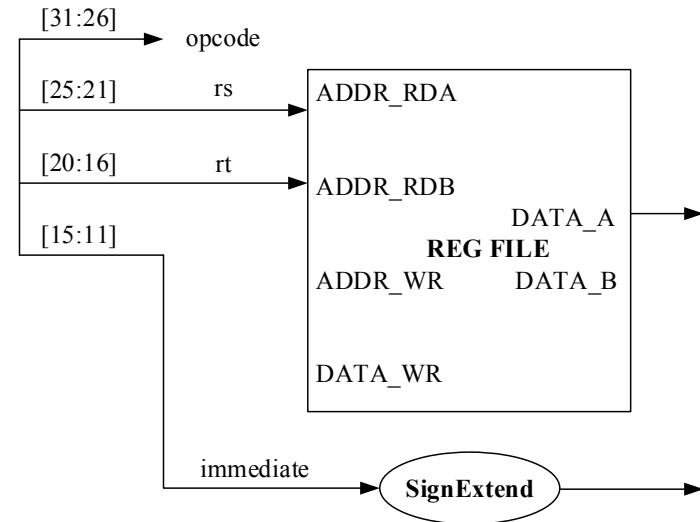 [31:26]
opcode
[25:21] rs
ADDR_RDA
[20:16] rt
ADDR_RDB
DATA_A
[15:11]
REG FILE
ADDR_WR DATA_B
DATA_WR
immediate
SignExtend